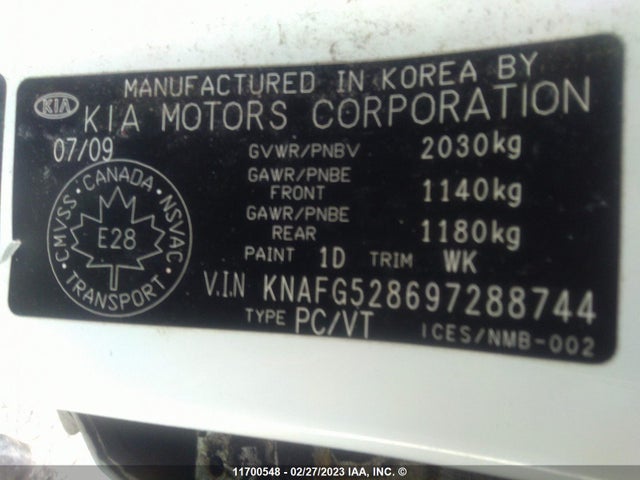 MANUFACTURED IN KOREA BY
KIA KIA MOTORS CORPORATION
07/09 GVWR/PNBV 2030kg
GAWR/PNBE FRONT 1140kg
GAWR/PNBE REAR 1180kg
CANADA CMVSS NSVAC E28 TRANSPORT
PAINT 1D TRIM WK
V.I.N KNAFG528697288744
TYPE PC/VT ICES/NMB-002
11700548 - 02/27/2023 IAA, INC. ©